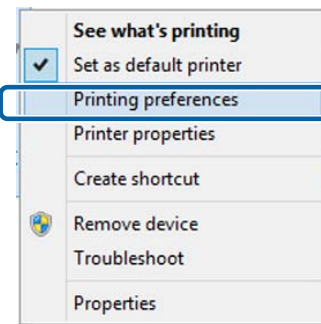 See what's printing
Set as default printer
Printing preferences
Printer properties
Create shortcut
Remove device
Troubleshoot
Properties